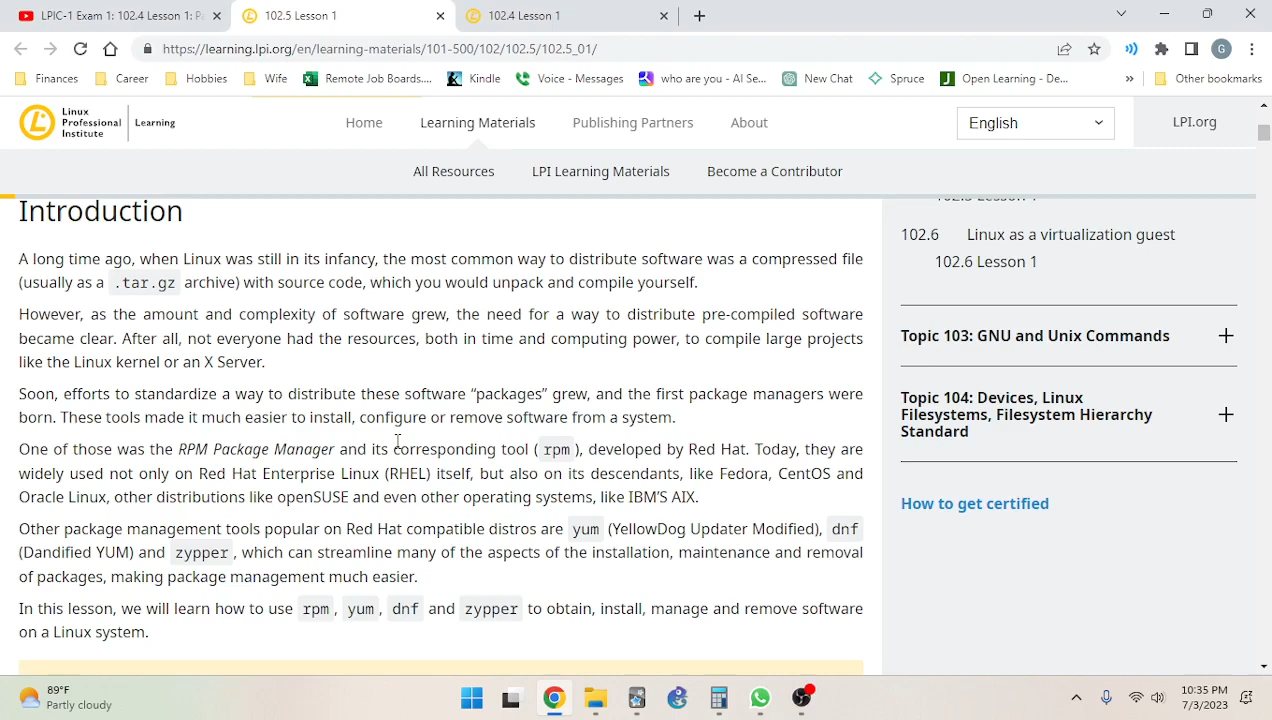 LPIC-1 Exam 1: 102.4 Lesson 1: Pa
102.5 Lesson 1
102.4 Lesson 1
https://learning.lpi.org/en/learning-materials/101-500/102/102.5/102.5_01/
G
Finances
Career
Hobbies
Wife
Remote Job Boards....
Kindle
Voice - Messages
who are you - AI Se...
New Chat
Spruce
Open Learning - De...
»
Other bookmarks
Linux
Professional
Institute
Learning
Home
Learning Materials
Publishing Partners
About
English
LPI.org
All Resources
LPI Learning Materials
Become a Contributor
Introduction
A long time ago, when Linux was still in its infancy, the most common way to distribute software was a compressed file
(usually as a .tar.gz archive) with source code, which you would unpack and compile yourself.
However, as the amount and complexity of software grew, the need for a way to distribute pre-compiled software
became clear. After all, not everyone had the resources, both in time and computing power, to compile large projects
like the Linux kernel or an X Server.
Soon, efforts to standardize a way to distribute these software “packages” grew, and the first package managers were
born. These tools made it much easier to install, configure or remove software from a system.
One of those was the RPM Package Manager and its corresponding tool (rpm), developed by Red Hat. Today, they are
widely used not only on Red Hat Enterprise Linux (RHEL) itself, but also on its descendants, like Fedora, CentOS and
Oracle Linux, other distributions like openSUSE and even other operating systems, like IBM’S AIX.
Other package management tools popular on Red Hat compatible distros are yum (YellowDog Updater Modified), dnf
(Dandified YUM) and zypper, which can streamline many of the aspects of the installation, maintenance and removal
of packages, making package management much easier.
In this lesson, we will learn how to use rpm, yum, dnf and zypper to obtain, install, manage and remove software
on a Linux system.
102.5 Lesson 1
102.6 Linux as a virtualization guest
102.6 Lesson 1
Topic 103: GNU and Unix Commands
Topic 104: Devices, Linux
Filesystems, Filesystem Hierarchy
Standard
How to get certified
89°F
Partly cloudy
10:35 PM
7/3/2023